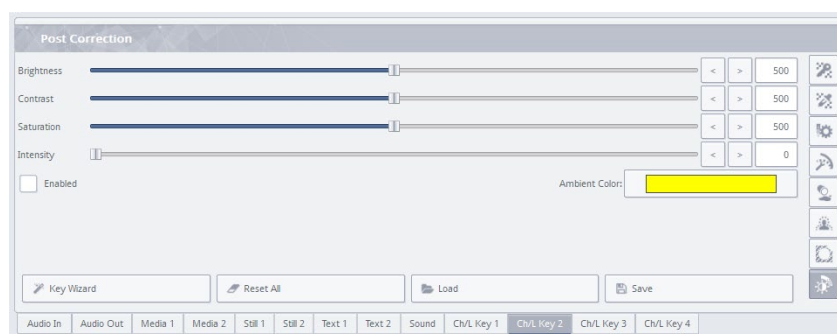 Post Correction
Brightness < > 500
Contrast < > 500
Saturation < > 500
Intensity < > 0
Enabled Ambient Color:
Key Wizard Reset All Load Save
Audio In Audio Out Media 1 Media 2 Still 1 Still 2 Text 1 Text 2 Sound Ch/L Key 1 Ch/L Key 2 Ch/L Key 3 Ch/L Key 4